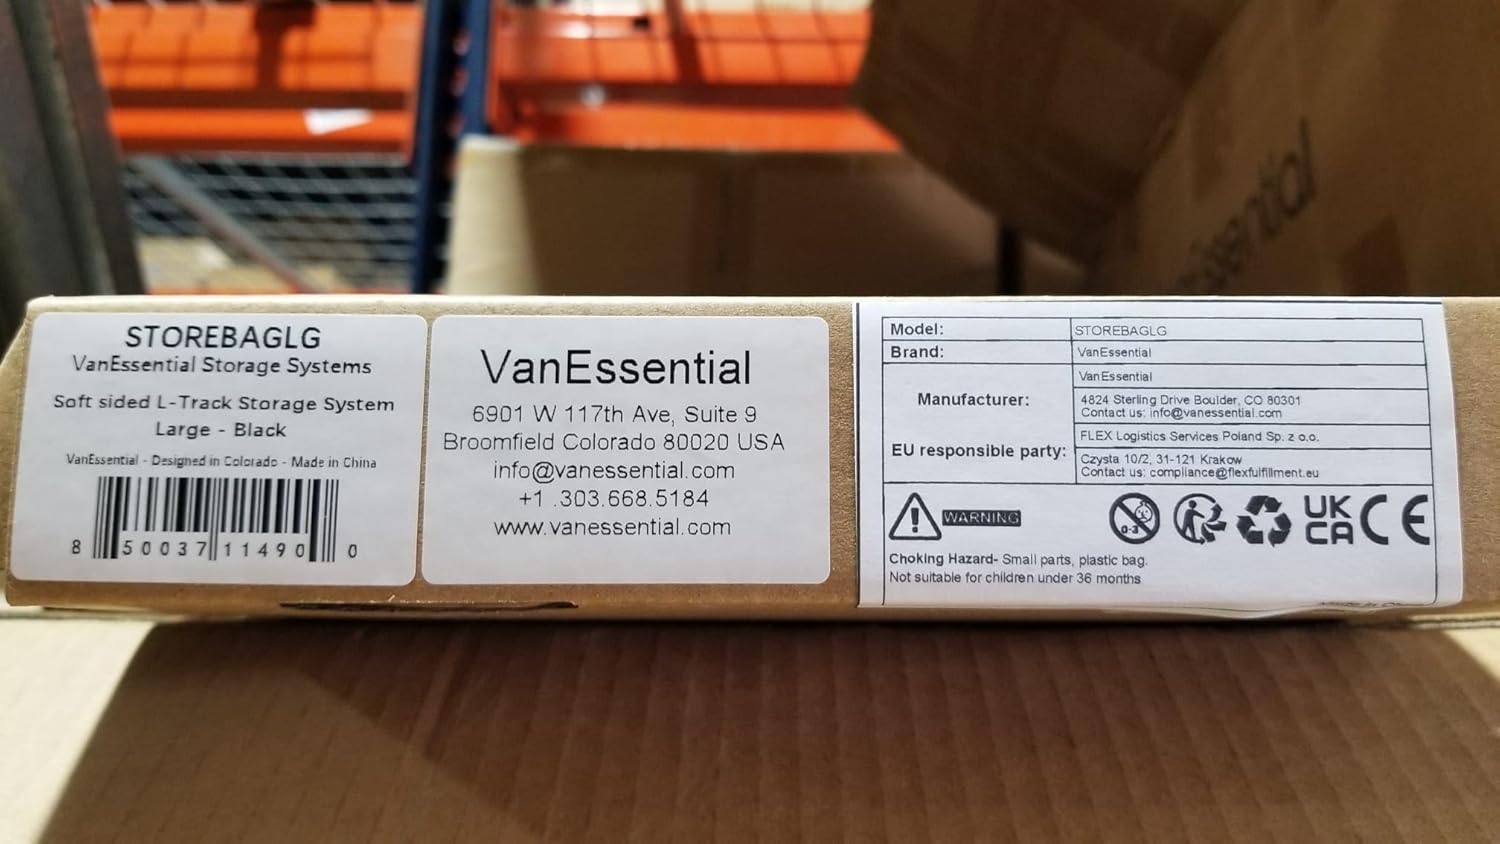 STOREBAGLG
VanEssential Storage Systems
Soft sided L-Track Storage System
Large - Black
VanEssential - Designed in Colorado - Made in China
8 50037 11490 0
VanEssential
6901 W 117th Ave, Suite 9
Broomfield Colorado 80020 USA
info@vanessential.com
+1 .303.668.5184
www.vanessential.com
Model: STOREBAGLG
Brand: VanEssential
Manufacturer:
VanEssential
4824 Sterling Drive Boulder, CO 80301
Contact us: info@vanessential.com
EU responsible party:
FLEX Logistics Services Poland Sp. z o.o.
Czysta 10/2, 31-121 Krakow
Contact us: compliance@flexfulfillment.eu
WARNING
0-3
UK
CA
CE
Choking Hazard- Small parts, plastic bag.
Not suitable for children under 36 months